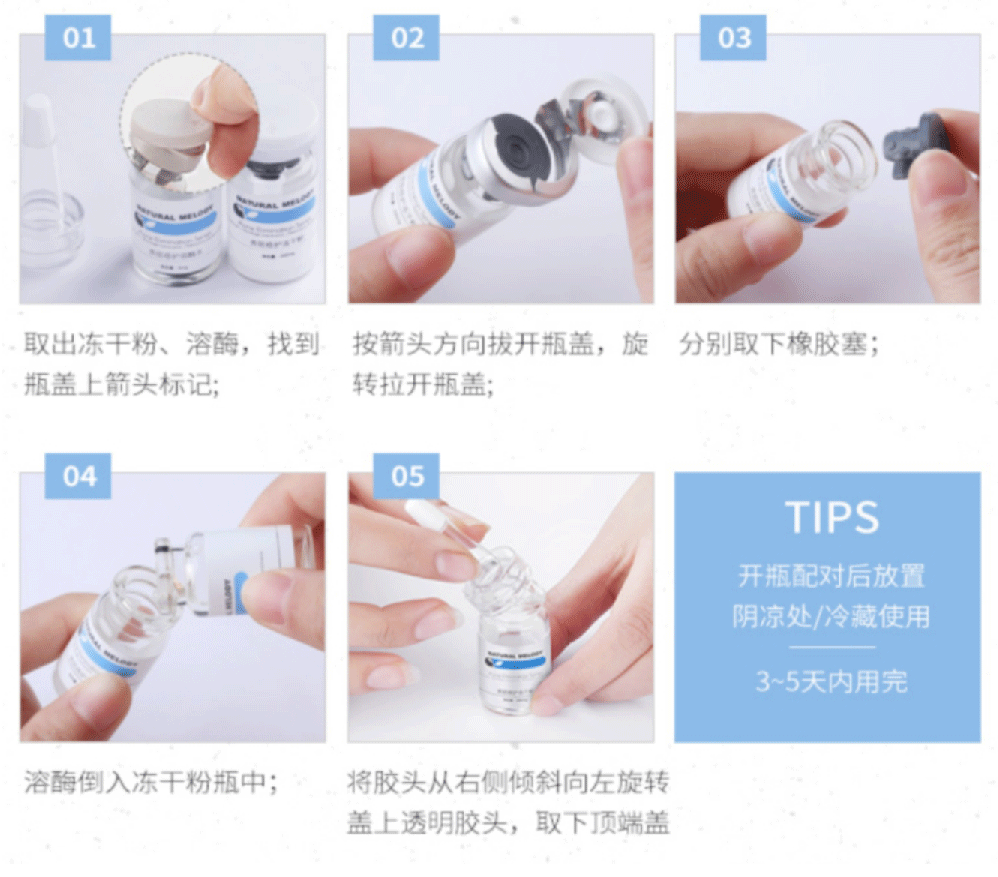 01
02
03
NATURAL MELODY
NATURAL MELODY
NATURAL MELODY
取出冻干粉、溶酶，找到
瓶盖上箭头标记;
按箭头方向拔开瓶盖，旋
转拉开瓶盖;
分别取下橡胶塞；
04
05
TIPS
开瓶配对后放置
阴凉处/冷藏使用
3~5天内用完
NATURAL MELODY
NATURAL MELODY
溶酶倒入冻干粉瓶中；
将胶头从右侧倾斜向左旋转
盖上透明胶头，取下顶端盖